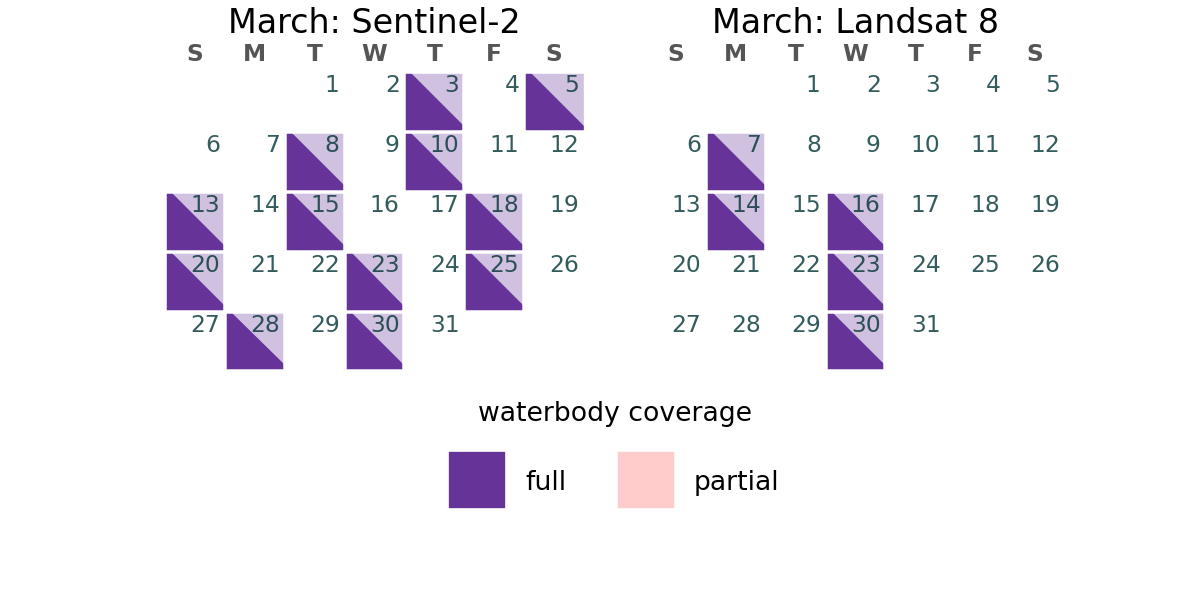 March: Sentinel-2
S M T W T F S
1 2 3 4 5
6 7 8 9 10 11 12
13 14 15 16 17 18 19
20 21 22 23 24 25 26
27 28 29 30 31
March: Landsat 8
S M T W T F S
1 2 3 4 5
6 7 8 9 10 11 12
13 14 15 16 17 18 19
20 21 22 23 24 25 26
27 28 29 30 31
waterbody coverage
full partial